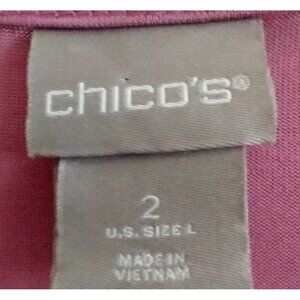 chico's®
2
U.S. SIZE L
MADE IN
VIETNAM